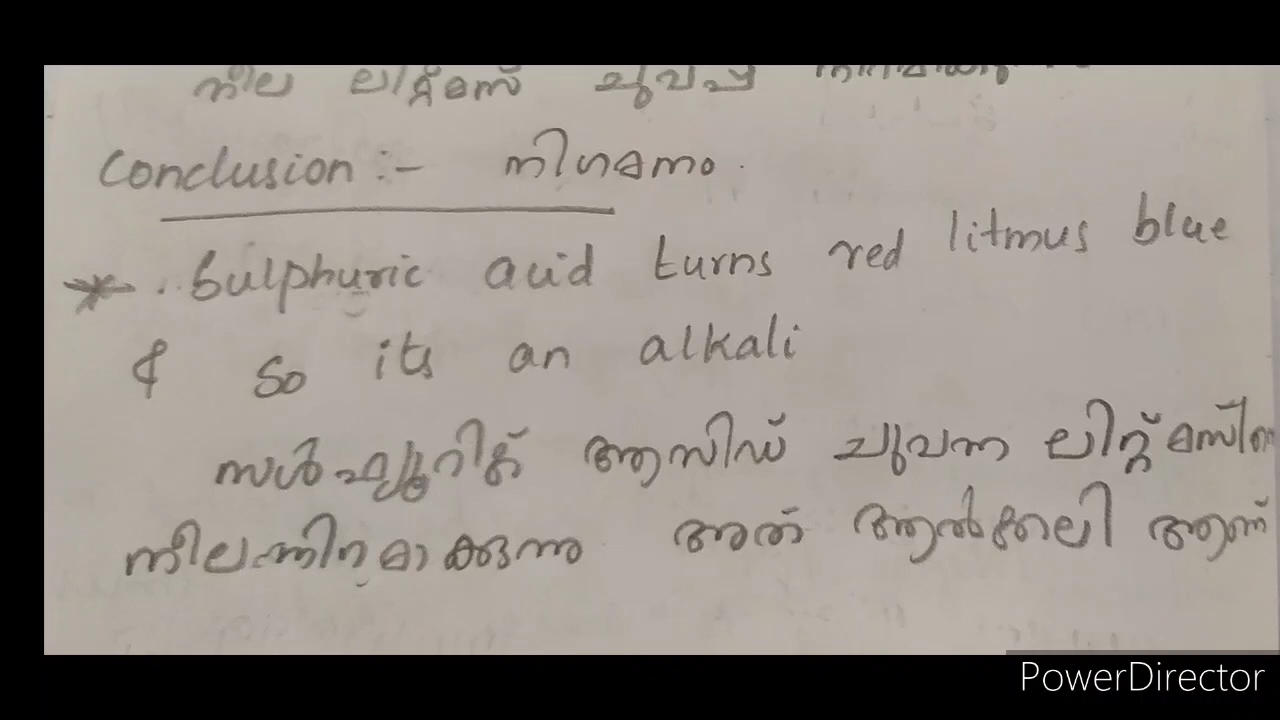 നീല ലിറ്റ്മസ് ചുവപ്പ്
Conclusion :- നിഗമനം.
* . Sulphuric acid turns red litmus blue
& so its an alkali
സൾഫ്യൂറിക് ആസിഡ് ചുവന്ന ലിറ്റ്മസിനെ
നീലനിറമാക്കുന്നു അത് ആൽക്കലി ആണ്
PowerDirector